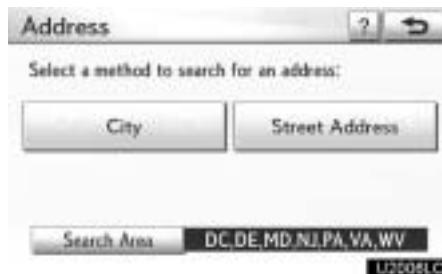 Address ?
Select a method to search for an address:
City Street Address
Search Area DC,DE,MD,NJ,PA,VA,WV
U2006LC